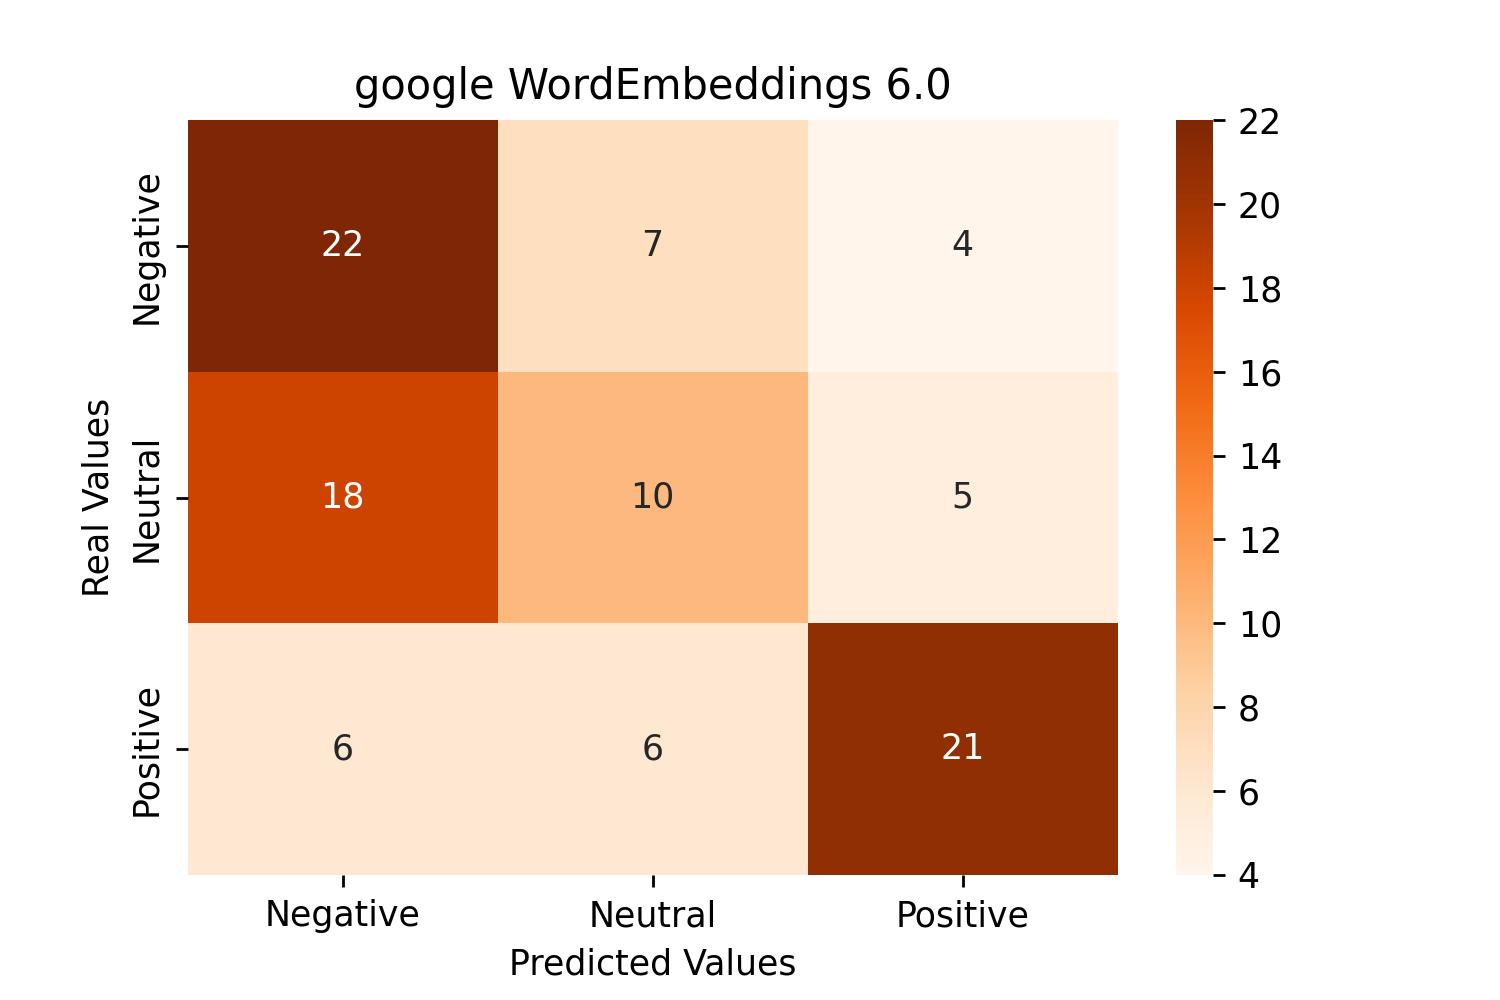 google WordEmbeddings 6.0
Real Values
Negative
22
7
4
Neutral
18
10
5
Positive
6
6
21
Negative
Neutral
Positive
Predicted Values
22
20
18
16
14
12
10
8
6
4